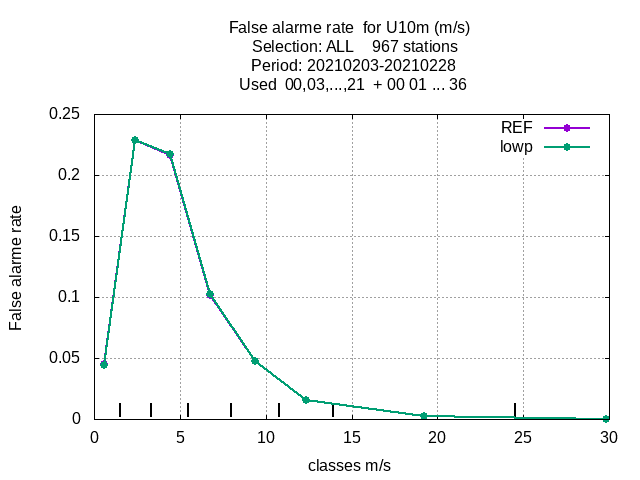 False alarme rate  for U10m (m/s)
Selection: ALL    967 stations
Period: 20210203-20210228
Used  00,03,...,21  + 00 01 ... 36
REF
lowp
0.25
0.2
0.15
0.1
0.05
0
False alarme rate
0 5 10 15 20 25 30
classes m/s